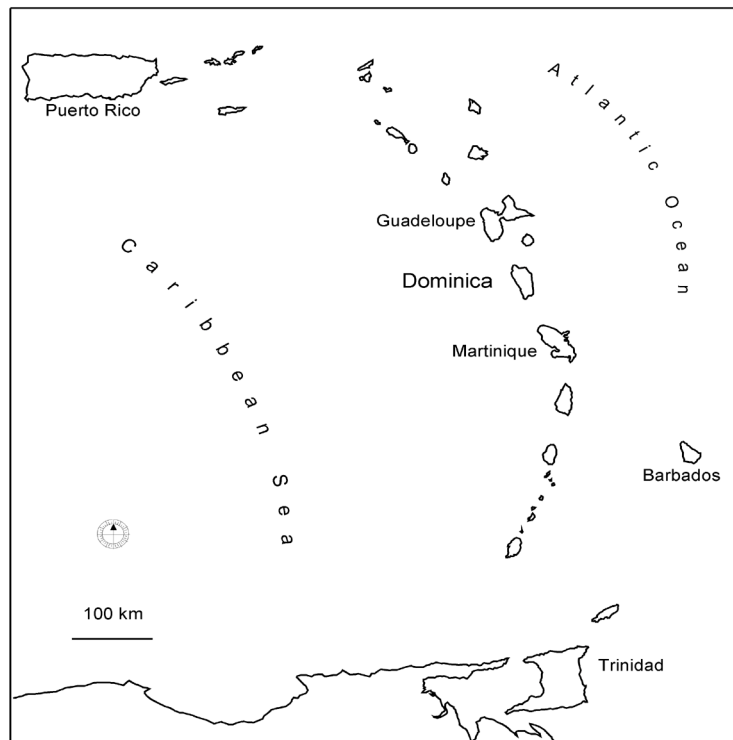 Puerto Rico
Atlantic Ocean
Guadeloupe
Caribbean Sea
Dominica
Martinique
Barbados
100 km
Trinidad